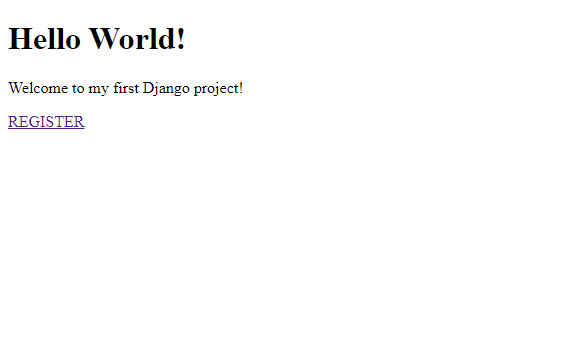 Hello World!
Welcome to my first Django project!
REGISTER